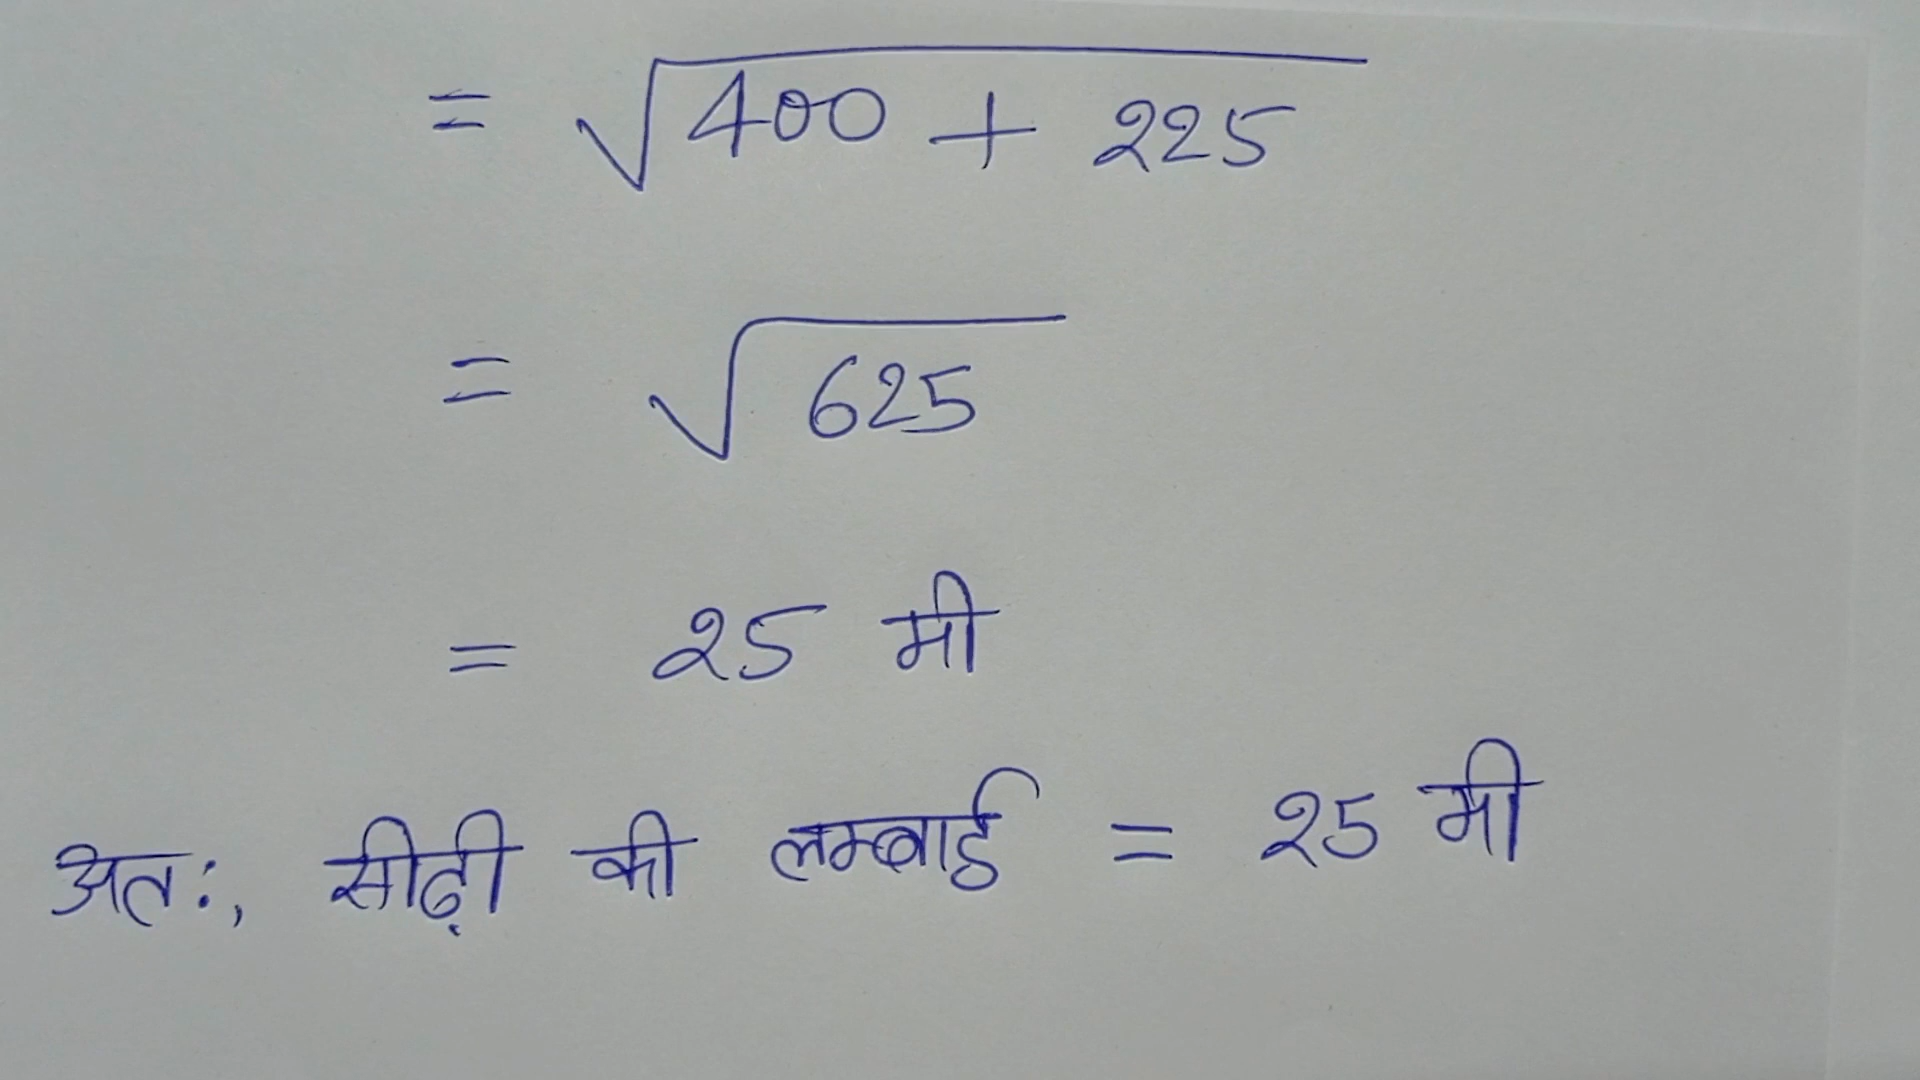 = √400 + 225
= √625
= 25 मी
अतः, सीढ़ी की लम्बाई = 25 मी